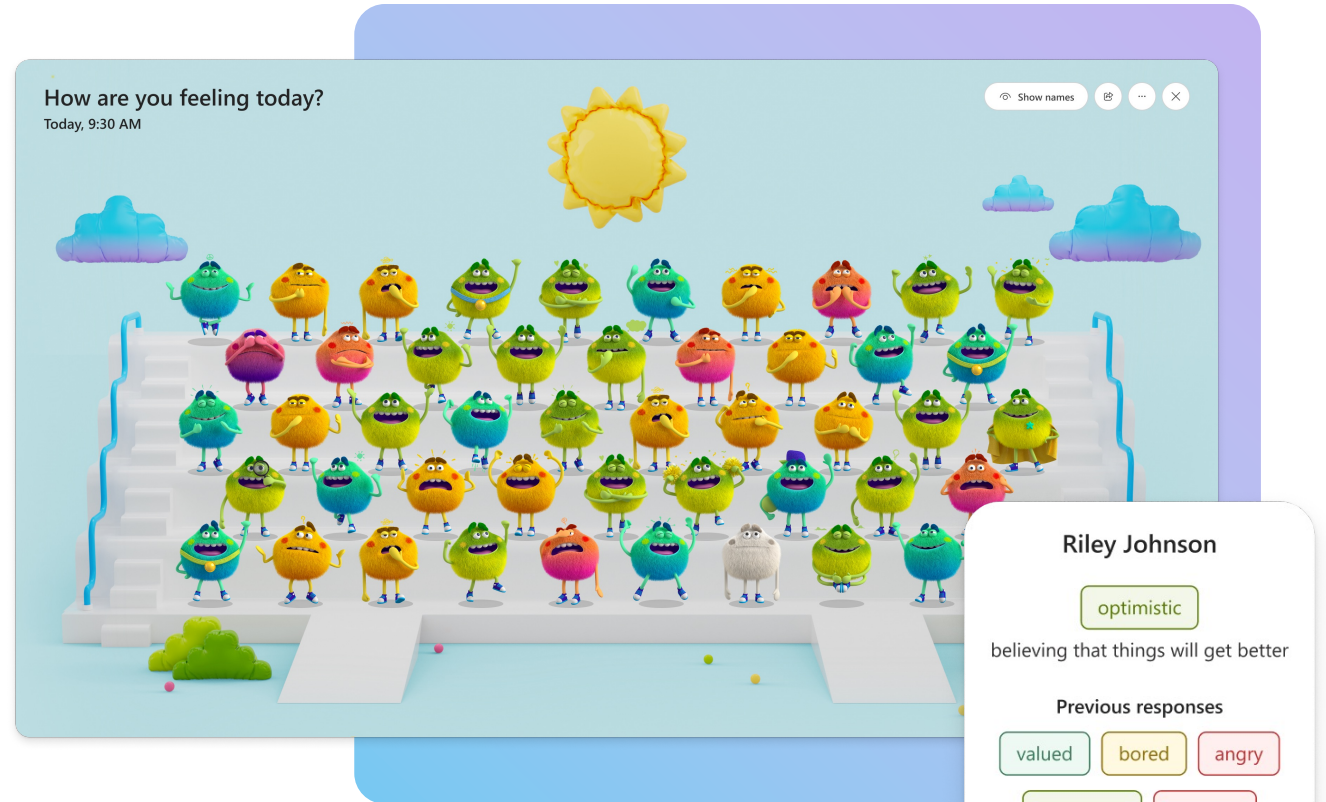 How are you feeling today?
Today, 9:30 AM
Show names
Riley Johnson
optimistic
believing that things will get better
Previous responses
valued
bored
angry